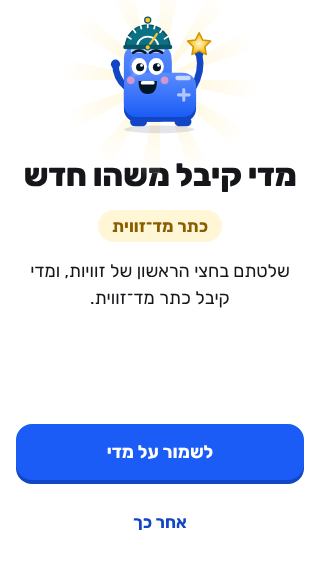 מדי קיבל משהו חדש
כתר מד־זווית
שלטתם בחצי הראשון של זוויות, ומדי
קיבל כתר מד־זווית.
לשמור על מדי
אחר כך